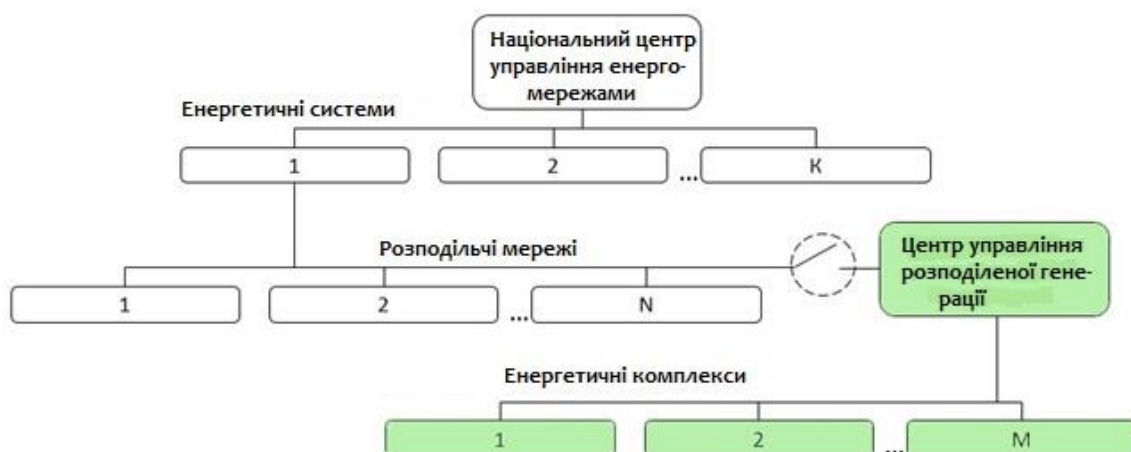 Національний центр
управління енерго-
мережами
Енергетичні системи
1
2
...
К
Розподільчі мережі
Центр управління
розподіленої гене-
рації
1
2
...
N
Енергетичні комплекси
1
2
...
М